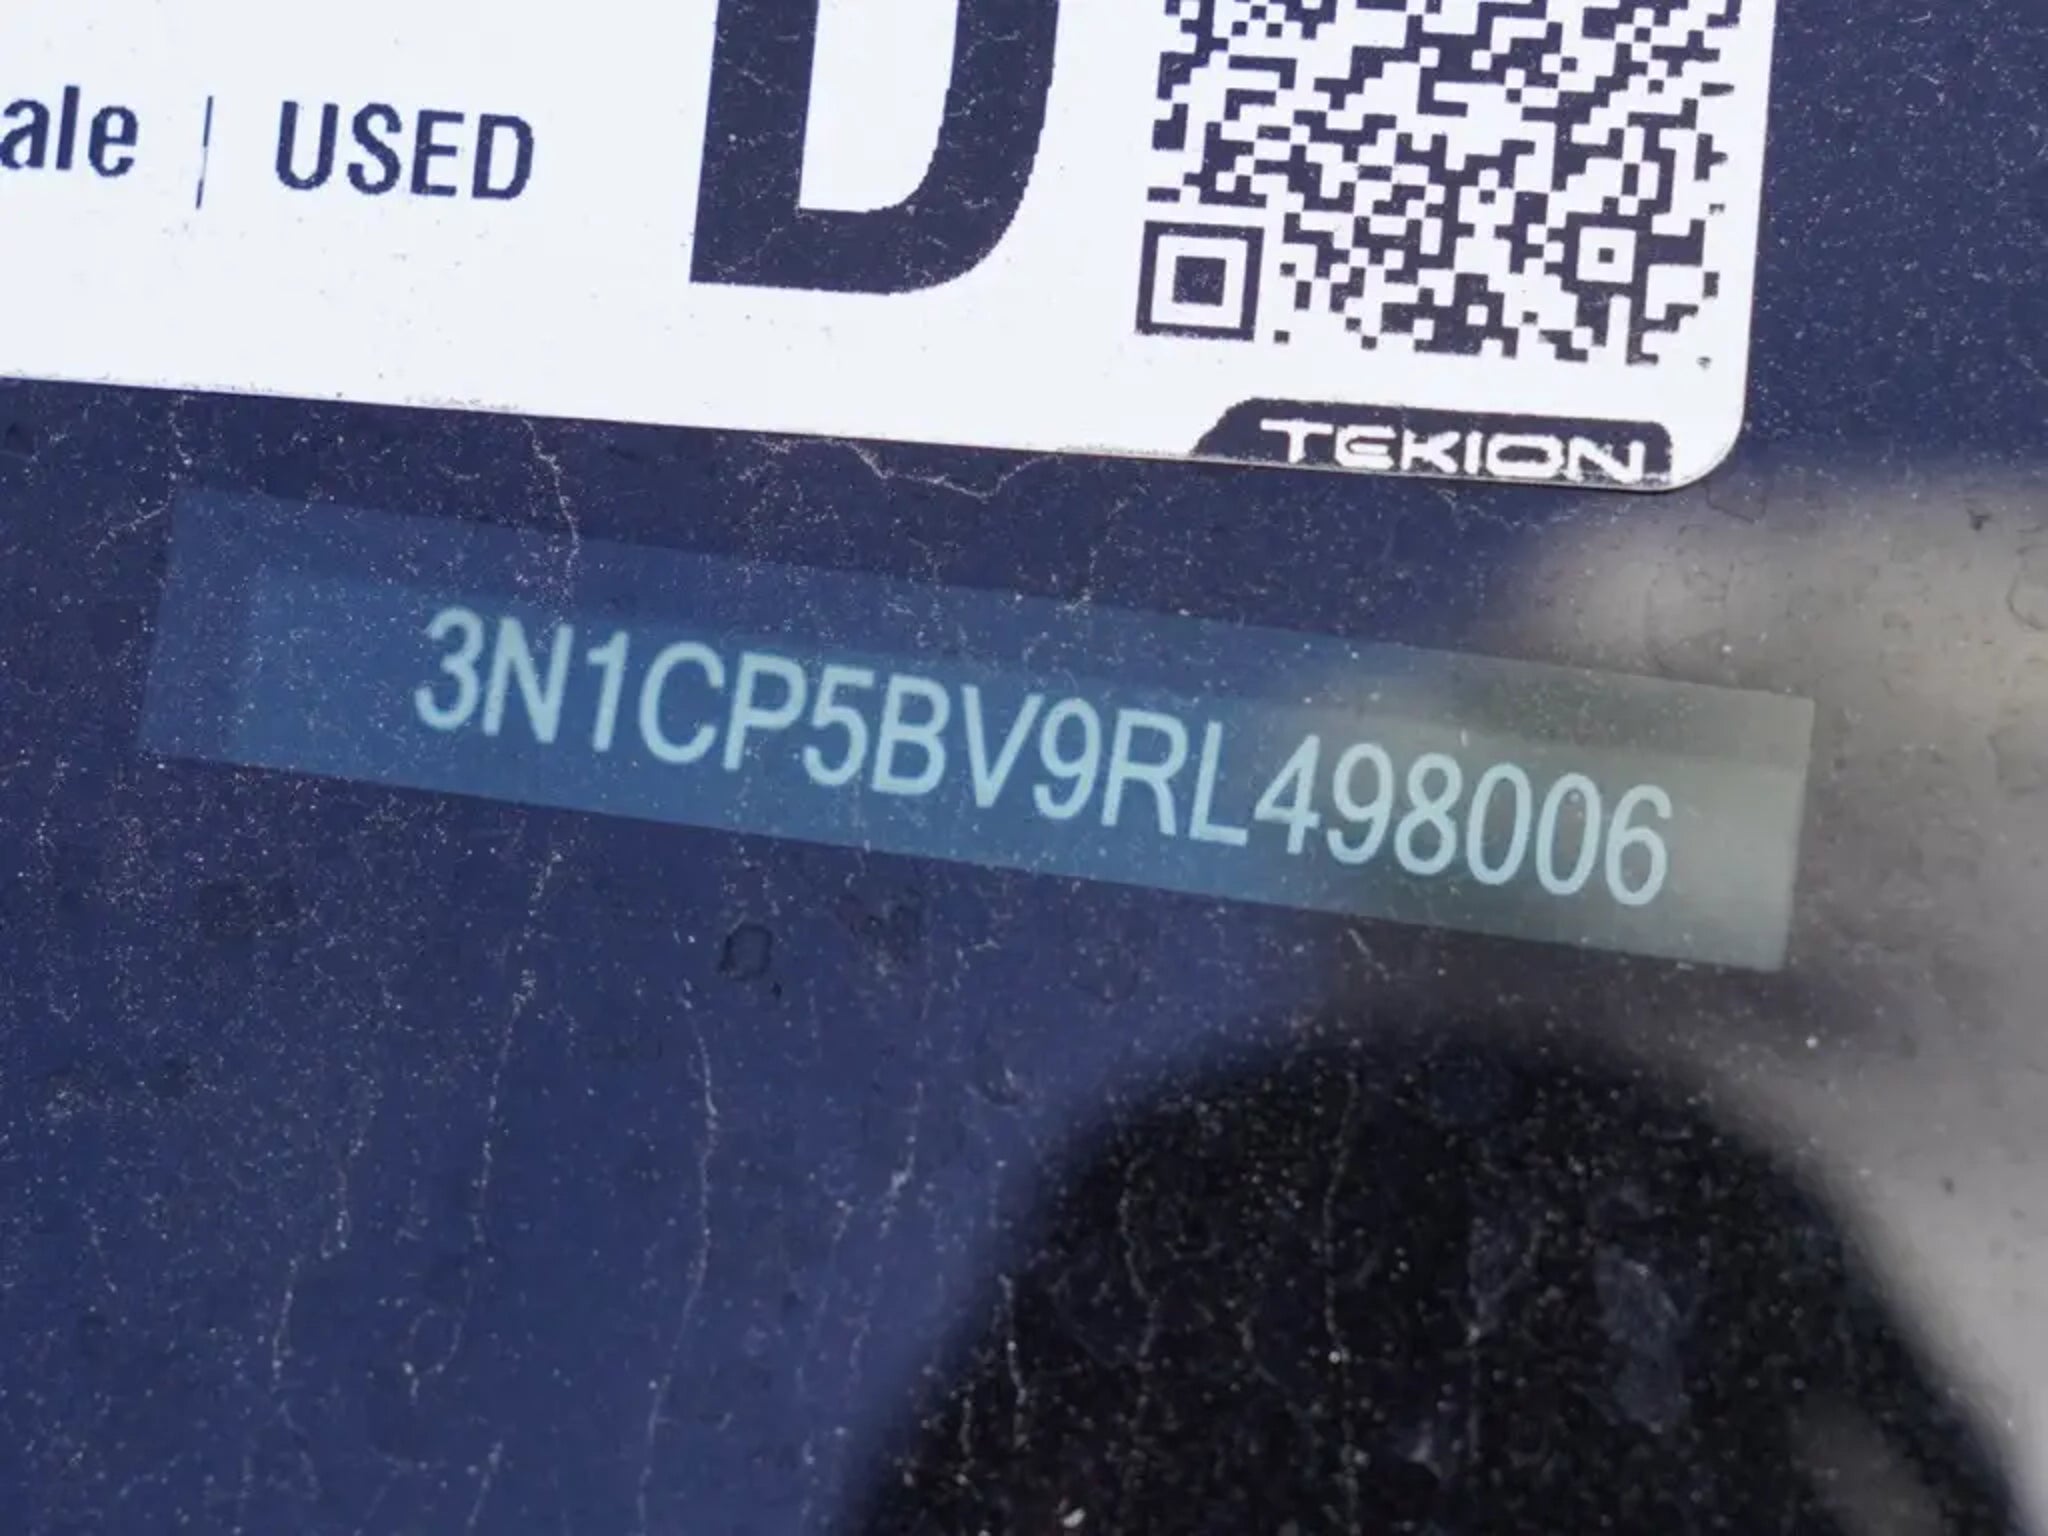 ale | USED
D
TEKION
3N1CP5BV9RL498006